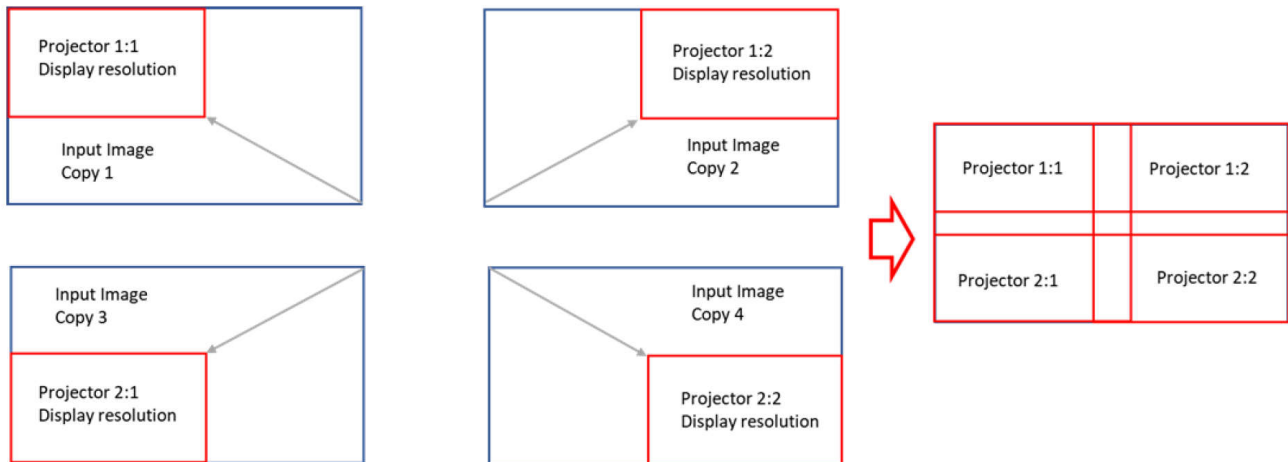 Projector 1:1
Display resolution
Input Image
Copy 1
Projector 1:2
Display resolution
Input Image
Copy 2
Input Image
Copy 3
Projector 2:1
Display resolution
Input Image
Copy 4
Projector 2:2
Display resolution
Projector 1:1
Projector 1:2
Projector 2:1
Projector 2:2